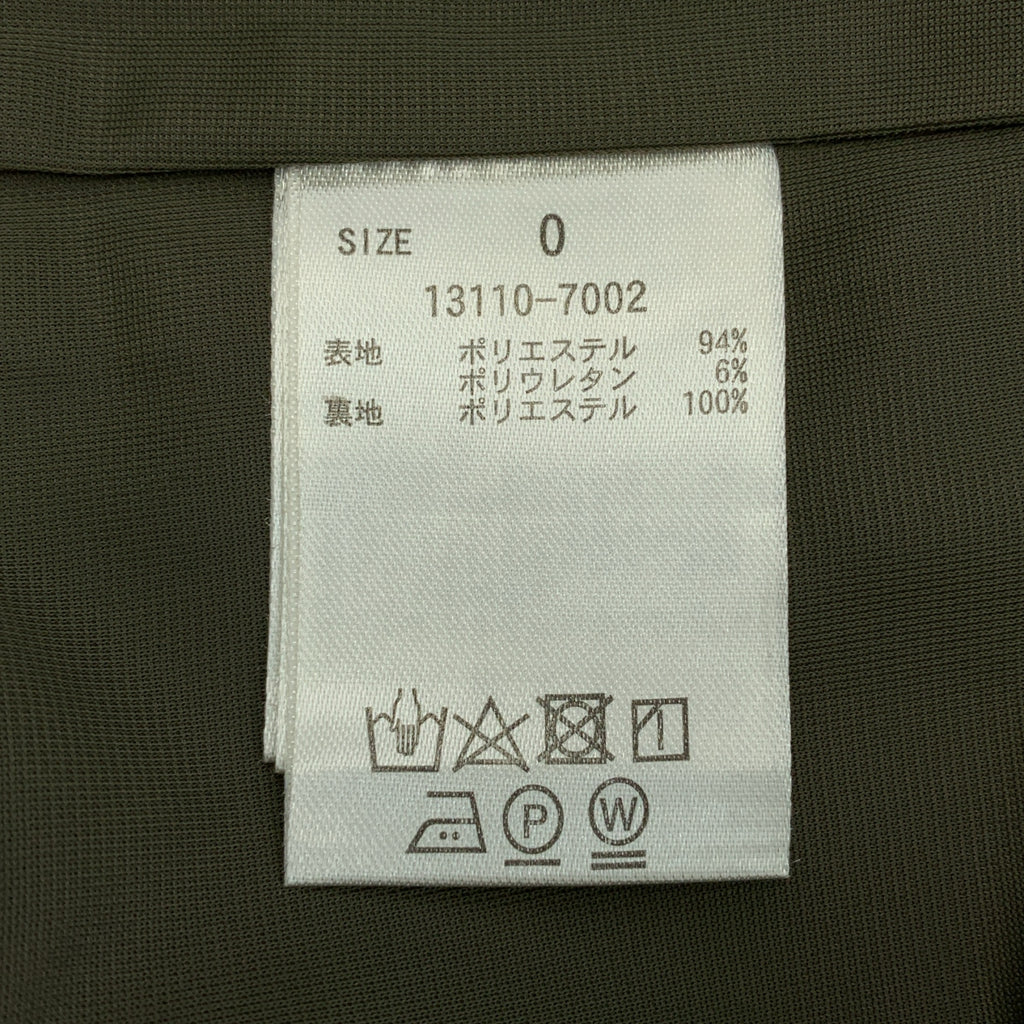 SIZE 0
13110-7002
表地 ポリエステル 94%
ポリウレタン 6%
裏地 ポリエステル 100%
P W